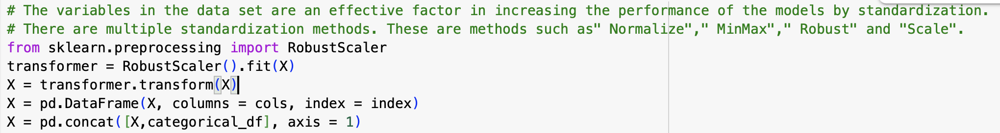 # The variables in the data set are an effective factor in increasing the performance of the models by standardization.
# There are multiple standardization methods. These are methods such as" Normalize"," MinMax"," Robust" and "Scale".
from sklearn.preprocessing import RobustScaler
transformer = RobustScaler().fit(X)
X = transformer.transform(X)
X = pd.DataFrame(X, columns = cols, index = index)
X = pd.concat([X,categorical_df], axis = 1)